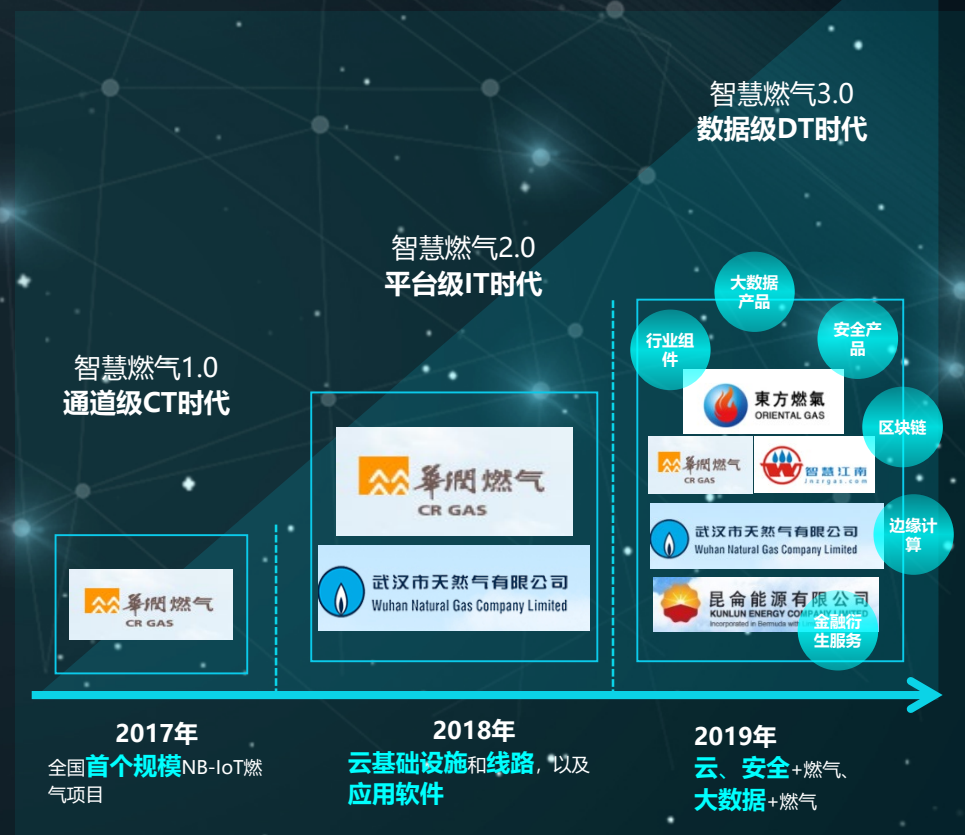 智慧燃气3.0
数据级DT时代
智慧燃气2.0
平台级IT时代
智慧燃气1.0
通道级CT时代
華潤燃气
CR GAS
華潤燃气
CR GAS
武汉市天然气有限公司
Wuhan Natural Gas Company Limited
大数据
产品
行业组
件
安全产
品
東方燃氣
ORIENTAL GAS
区块链
華潤燃气
CR GAS
智慧江南
Jnzrgas.com
武汉市天然气有限公司
Wuhan Natural Gas Company Limited
边缘计
算
昆侖能源有限公司
KUNLUN ENERGY COMPANY LIMITED
Incorporated in Bermuda with
金融衍
生服务
2017年
全国首个规模NB-IoT燃
气项目
2018年
云基础设施和线路，以及
应用软件
2019年
云、安全+燃气、
大数据+燃气